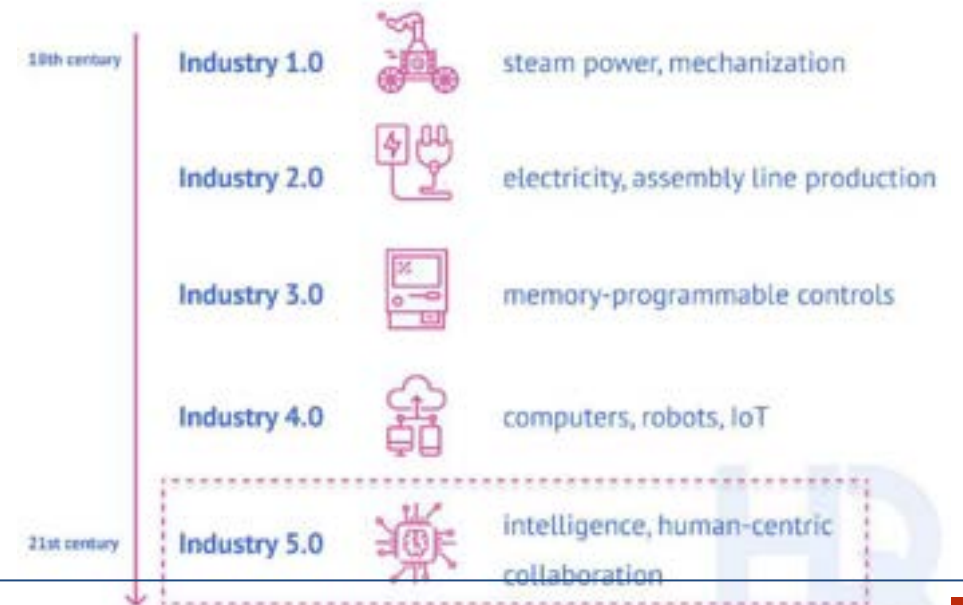 18th century
Industry 1.0
steam power, mechanization
Industry 2.0
electricity, assembly line production
Industry 3.0
memory-programmable controls
Industry 4.0
computers, robots, IoT
21st century
Industry 5.0
intelligence, human-centric
collaboration
HR